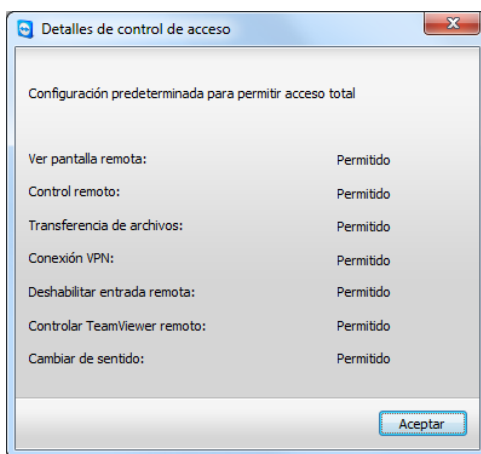 Detalles de control de acceso
Configuración predeterminada para permitir acceso total
Ver pantalla remota: Permitido
Control remoto: Permitido
Transferencia de archivos: Permitido
Conexión VPN: Permitido
Deshabilitar entrada remota: Permitido
Controlar TeamViewer remoto: Permitido
Cambiar de sentido: Permitido
Aceptar